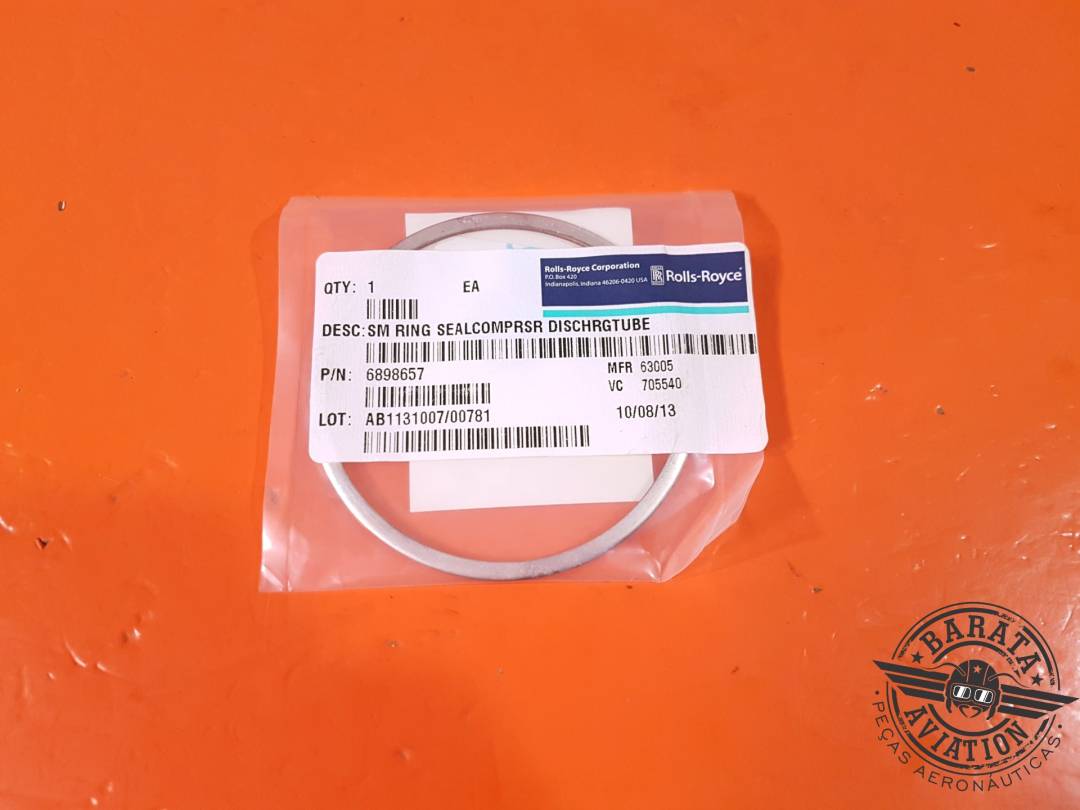 Rolls-Royce Corporation
P.O. Box 420
Indianapolis, Indiana 46206-0420 USA
RR
Rolls-Royce
QTY: 1 EA
DESC: SM RING SEALCOMPRSR DISCHRGTUBE
P/N: 6898657
MFR 63005
VC 705540
LOT: AB1131007/00781
10/08/13
BARATA
AVIATION
PEÇAS AERONÁUTICAS